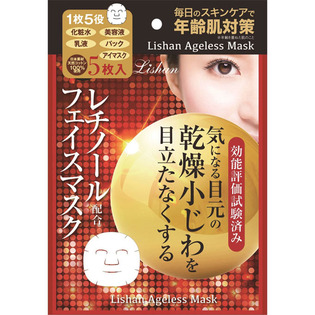 1枚5役
化粧水
美容液
乳液
パック
アイマスク
5枚入
毎日のスキンケアで
年齢肌対策
Lishan Ageless Mask
Lishan
効能評価試験済み
気になる目元の
乾燥小じわを
目立たなくする
レチノール配合
フェイスマスク
Lishan Ageless Mask